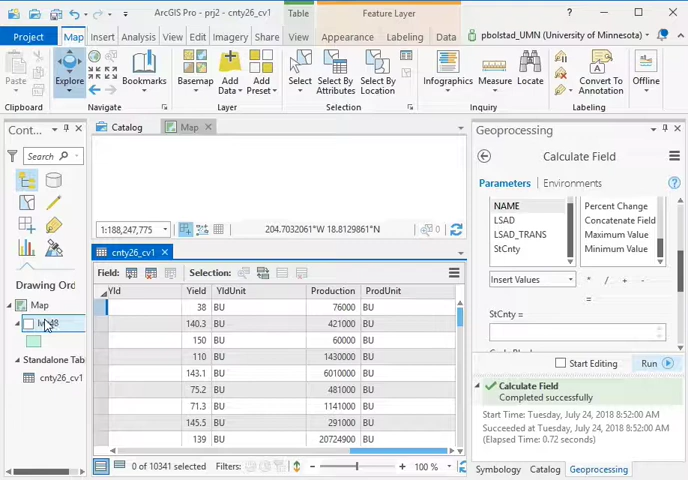 ArcGIS Pro - prj2 - cnty26_cv1
Table
Feature Layer
Project
Map
Insert
Analysis
View
Edit
Imagery
Share
View
Appearance
Labeling
Data
pbolstad_UMN (University of Minnesota)
Paste
Explore
Bookmarks
Basemap
Add Data
Add Preset
Select
Select By Attributes
Select By Location
Infographics
Measure
Locate
Convert To Annotation
Offline
Clipboard
Navigate
Layer
Selection
Inquiry
Labeling
Con...
Catalog
Map
Search
1:188,247,775
204.7032061°W 18.8129861°N
0
Drawing Ord
Map
Standalone Tab
cnty26_cv1
cnty26_cv1
Field:
Selection:
Yld Yield YldUnit Production ProdUnit
38 BU 76000 BU
140.3 BU 421000 BU
150 BU 60000 BU
110 BU 1430000 BU
143.1 BU 6010000 BU
75.2 BU 481000 BU
71.3 BU 1141000 BU
145.5 BU 291000 BU
139 BU 20724900 BU
0 of 10341 selected
Filters:
100 %
Geoprocessing
Calculate Field
Parameters
Environments
NAME
LSAD
LSAD_TRANS
StCnty
Percent Change
Concatenate Field
Maximum Value
Minimum Value
Insert Values
* / + - =
StCnty =
Start Editing
Run
Calculate Field
Completed successfully
Start Time: Tuesday, July 24, 2018 8:52:00 AM
Succeeded at Tuesday, July 24, 2018 8:52:00 AM
(Elapsed Time: 0.72 seconds)
Symbology
Catalog
Geoprocessing